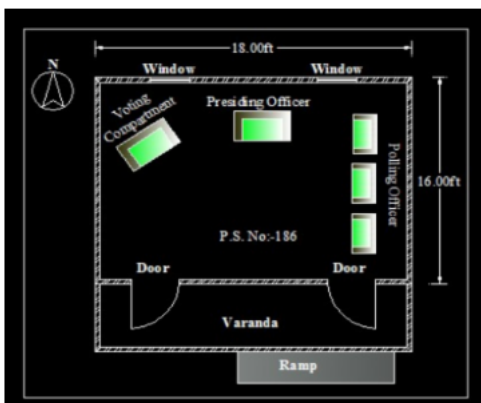 18.00ft
N
Window
Window
Voting
Compartment
Presiding Officer
Polling Officer
16.00ft
P.S. No:-186
Door
Door
Varanda
Ramp